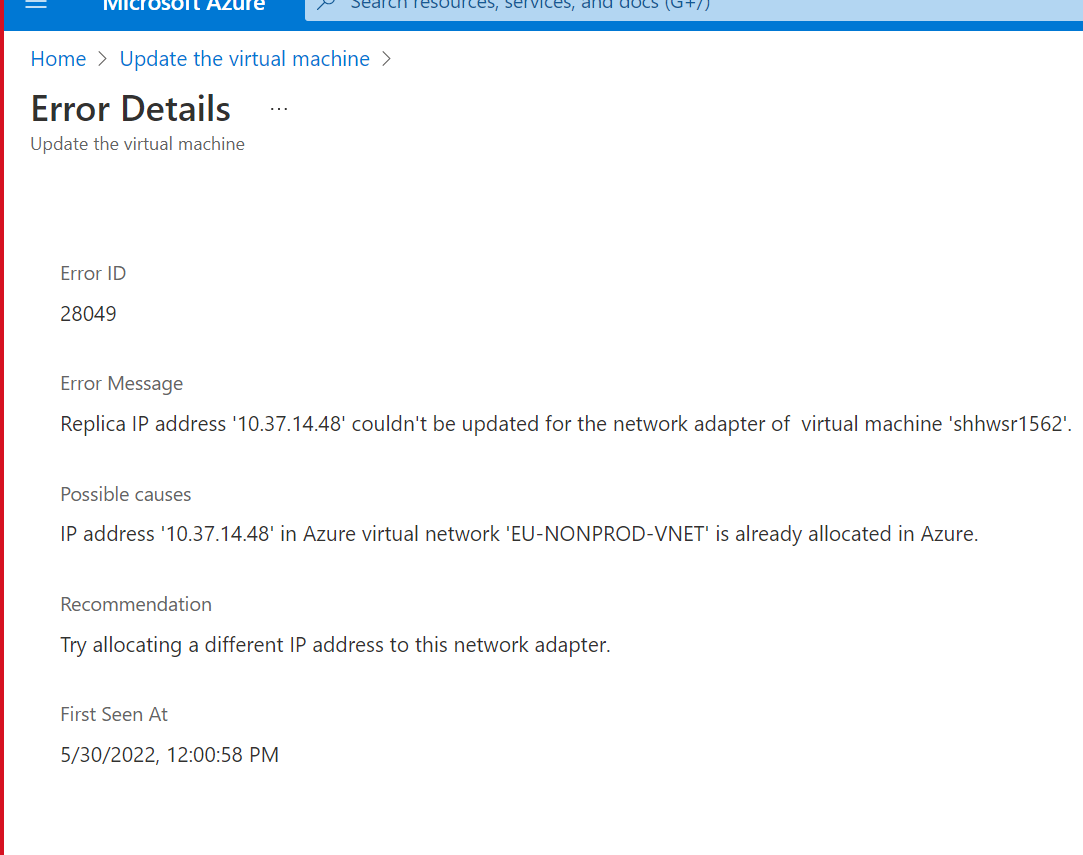 Microsoft Azure
Search resources, services, and docs (G+/)
Home > Update the virtual machine >
Error Details ...
Update the virtual machine
Error ID
28049
Error Message
Replica IP address '10.37.14.48' couldn't be updated for the network adapter of  virtual machine 'shhwsr1562'.
Possible causes
IP address '10.37.14.48' in Azure virtual network 'EU-NONPROD-VNET' is already allocated in Azure.
Recommendation
Try allocating a different IP address to this network adapter.
First Seen At
5/30/2022, 12:00:58 PM